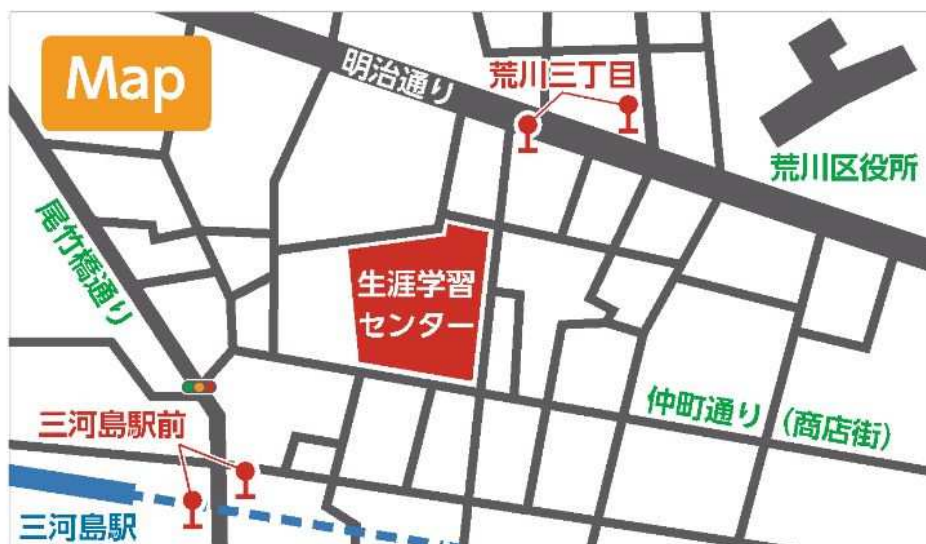 Map
明治通り
荒川三丁目
荒川区役所
尾竹橋通り
生涯学習
センター
仲町通り（商店街）
三河島駅前
三河島駅